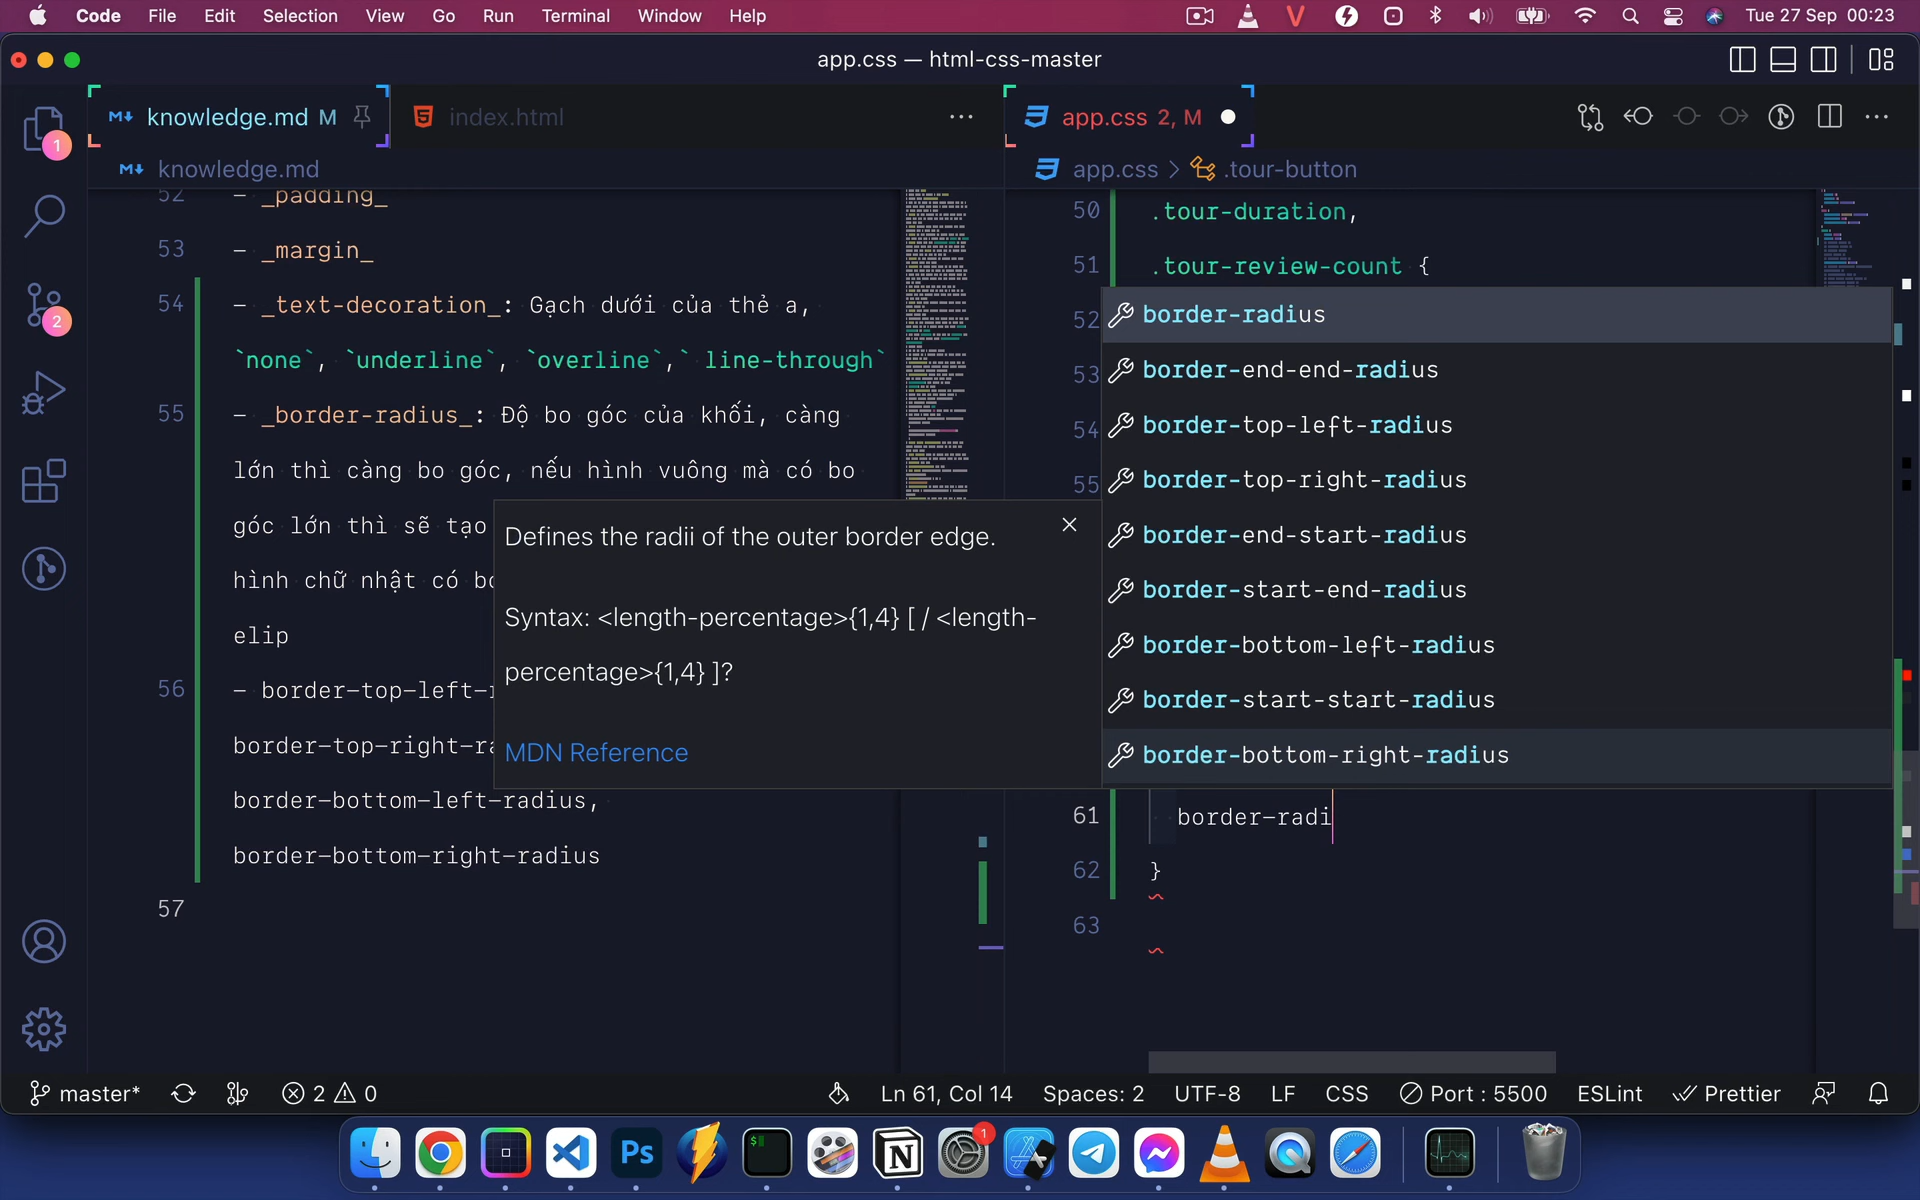 Code File Edit Selection View Go Run Terminal Window Help
V
Tue 27 Sep 00:23
app.css — html-css-master
knowledge.md M
index.html
app.css 2, M
1
2
knowledge.md
app.css > .tour-button
52 - _padding_
53 - _margin_
54 - _text-decoration_: Gạch dưới của thẻ a,
`none`, `underline`, `overline`,` line-through`
55 - _border-radius_: Độ bo góc của khối, càng
lớn thì càng bo góc, nếu hình vuông mà có bo
góc lớn thì sẽ tạo
hình chữ nhật có
elip
56 - border-top-left-
border-top-right-
border-bottom-left-radius,
border-bottom-right-radius
57
Defines the radii of the outer border edge.
Syntax: <length-percentage>{1,4} [ / <length-
percentage>{1,4} ]?
MDN Reference
50 .tour-duration,
51 .tour-review-count {
52
53
54
55
border-radius
border-end-end-radius
border-top-left-radius
border-top-right-radius
border-end-start-radius
border-start-end-radius
border-bottom-left-radius
border-start-start-radius
border-bottom-right-radius
61 border-radi
62 }
63
master* 2 0
Ln 61, Col 14 Spaces: 2 UTF-8 LF CSS Port : 5500 ESLint Prettier
Ps
$
N
1